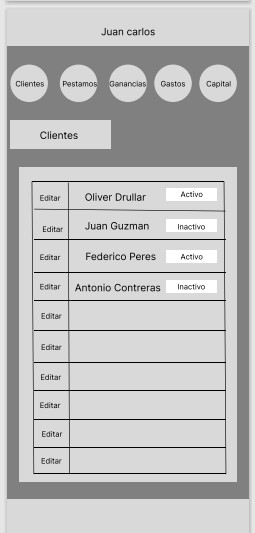 Juan carlos
Clientes Pestamos Ganancias Gastos Capital
Clientes
Editar Oliver Drullar Activo
Editar Juan Guzman Inactivo
Editar Federico Peres Activo
Editar Antonio Contreras Inactivo
Editar
Editar
Editar
Editar
Editar
Editar